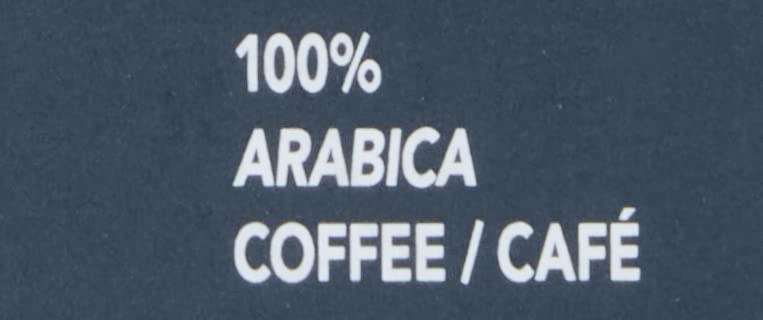 100%
ARABICA
COFFEE / CAFÉ